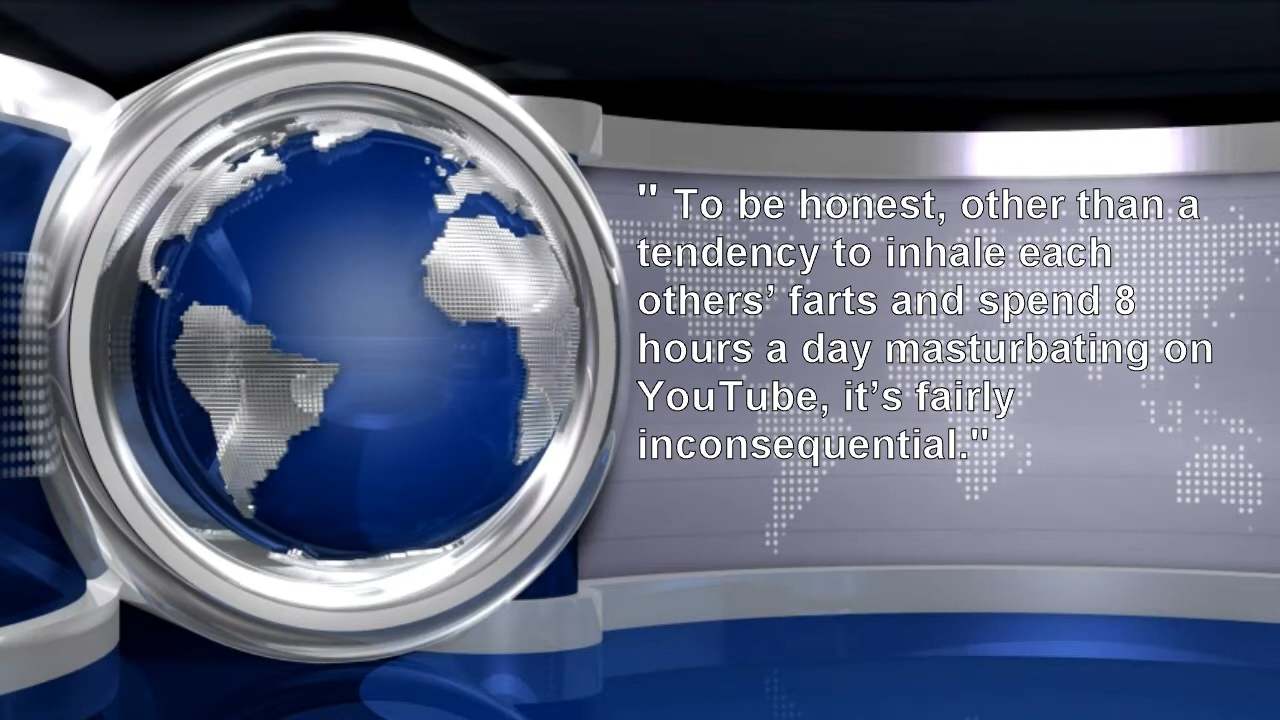 " To be honest, other than a
tendency to inhale each
others’ farts and spend 8
hours a day masturbating on
YouTube, it’s fairly
inconsequential."